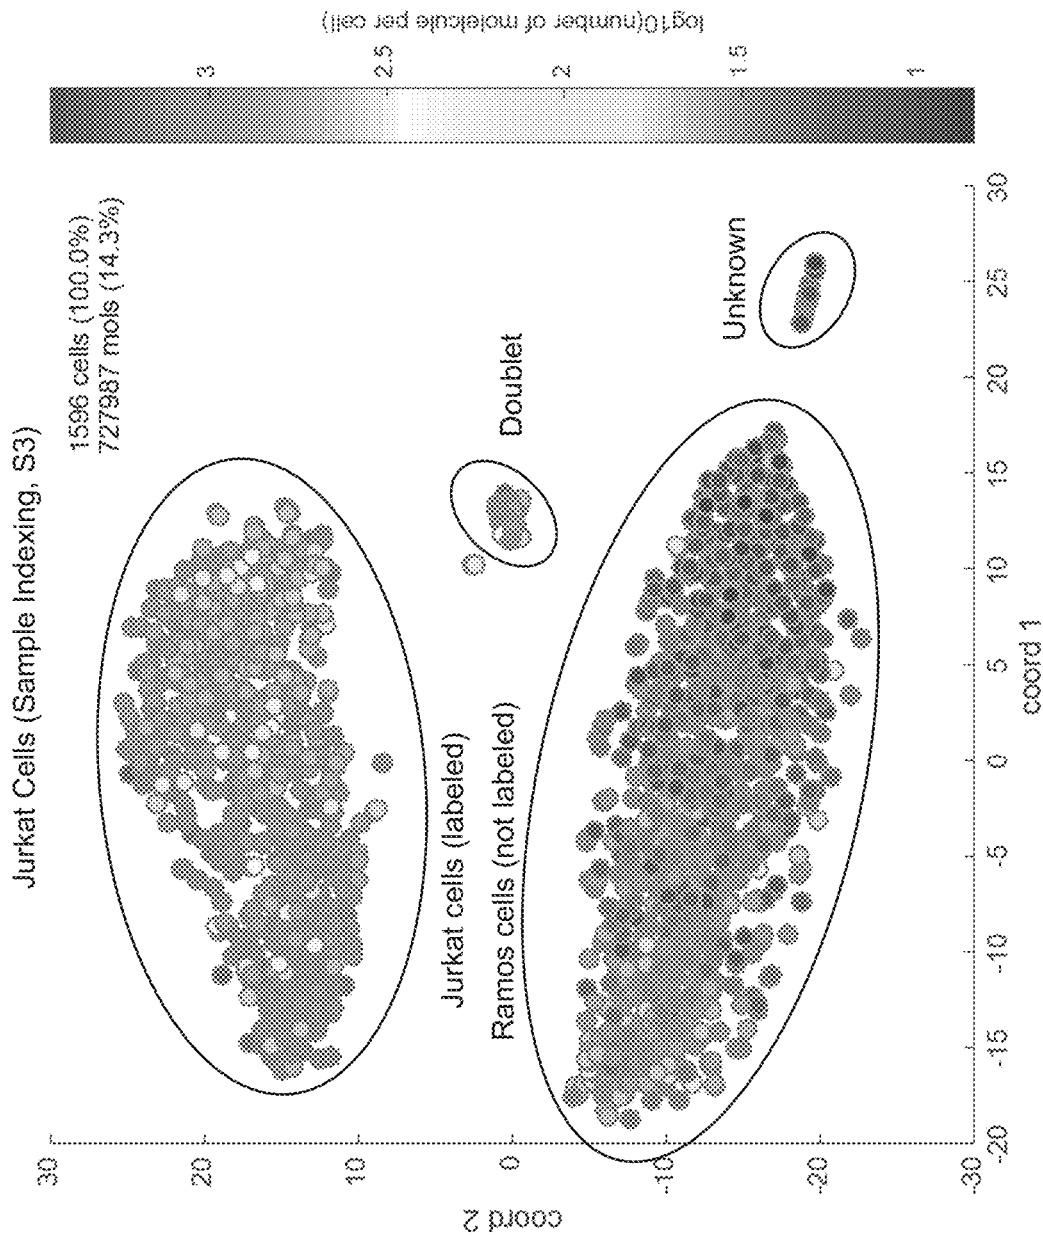 Jurkat Cells (Sample Indexing, S3)
1596 cells (100.0%)
727987 mols (14.3%)
Jurkat cells (labeled)
Doublet
Ramos cells (not labeled)
Unknown
coord 2
30
20
10
0
-10
-20
-30
-20
-15
-10
-5
0
5
10
15
20
25
30
coord 1
3
2.5
2
1.5
1
log10(number of molecule per cell)